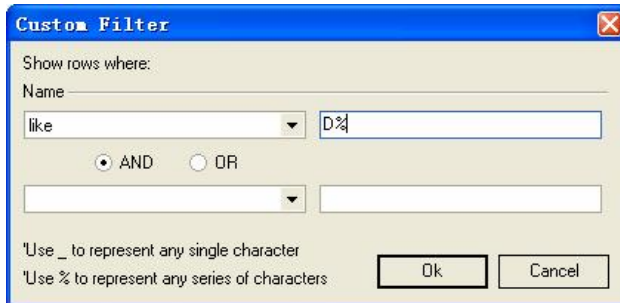 Custom Filter
Show rows where:
Name
like D%
AND OR
'Use _ to represent any single character
'Use % to represent any series of characters
Ok Cancel